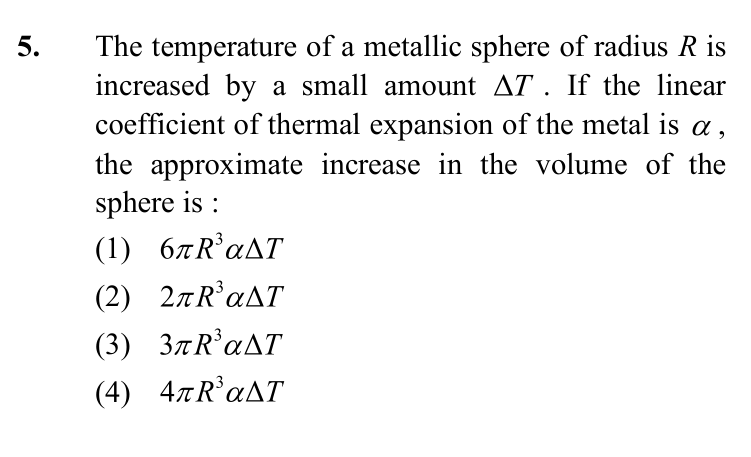 5. The temperature of a metallic sphere of radius R is
increased by a small amount ΔT . If the linear
coefficient of thermal expansion of the metal is α ,
the approximate increase in the volume of the
sphere is :
(1) 6πR³αΔT
(2) 2πR³αΔT
(3) 3πR³αΔT
(4) 4πR³αΔT